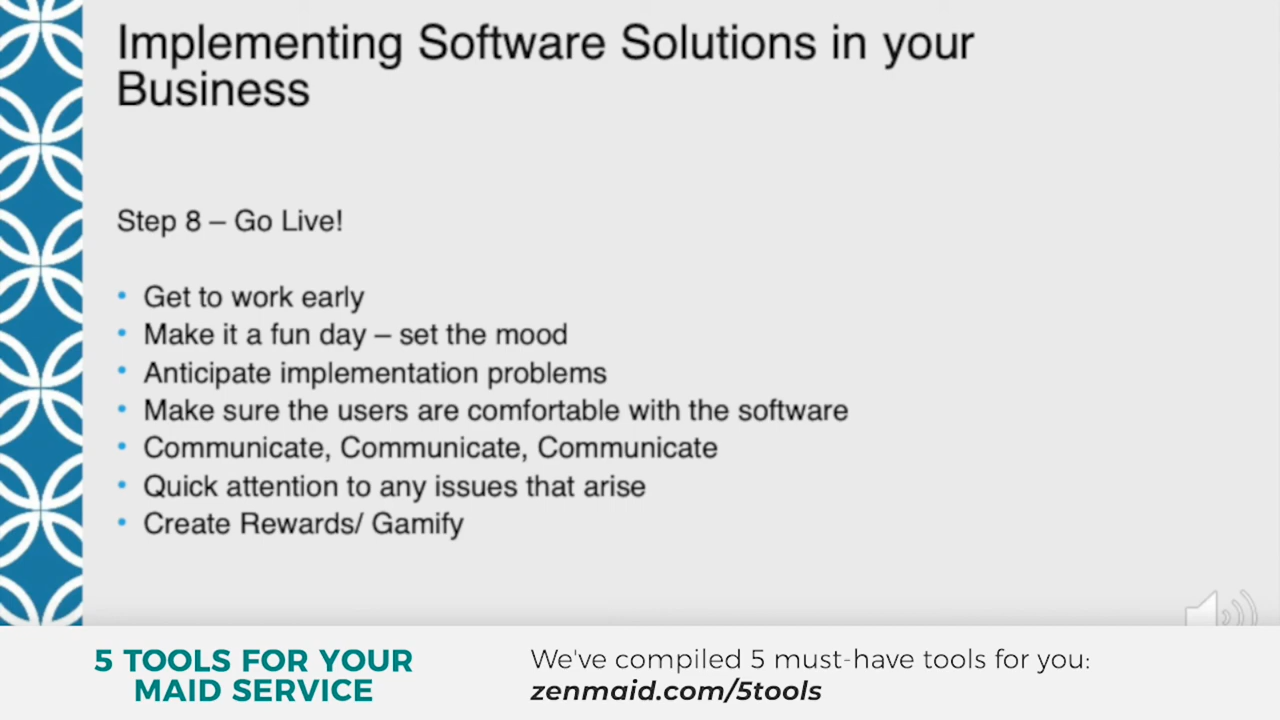 Implementing Software Solutions in your
Business
Step 8 – Go Live!
• Get to work early
• Make it a fun day – set the mood
• Anticipate implementation problems
• Make sure the users are comfortable with the software
• Communicate, Communicate, Communicate
• Quick attention to any issues that arise
• Create Rewards/ Gamify
5 TOOLS FOR YOUR
MAID SERVICE
We've compiled 5 must-have tools for you:
zenmaid.com/5tools